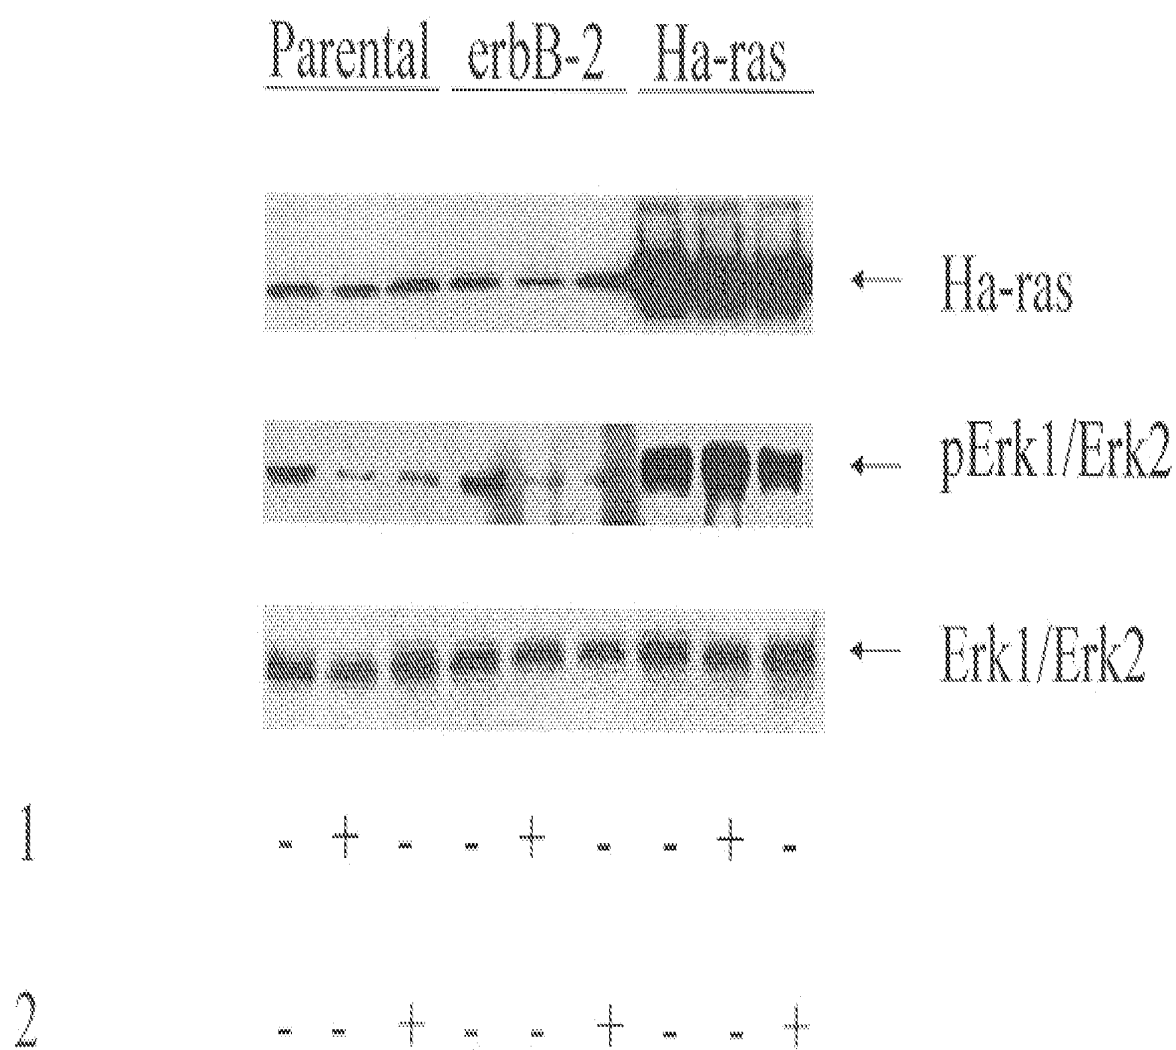 Parental erbB-2 Ha-ras
Ha-ras
pErk1/Erk2
Erk1/Erk2
1 - + - - + - - + -
2 - - + - - + - - +